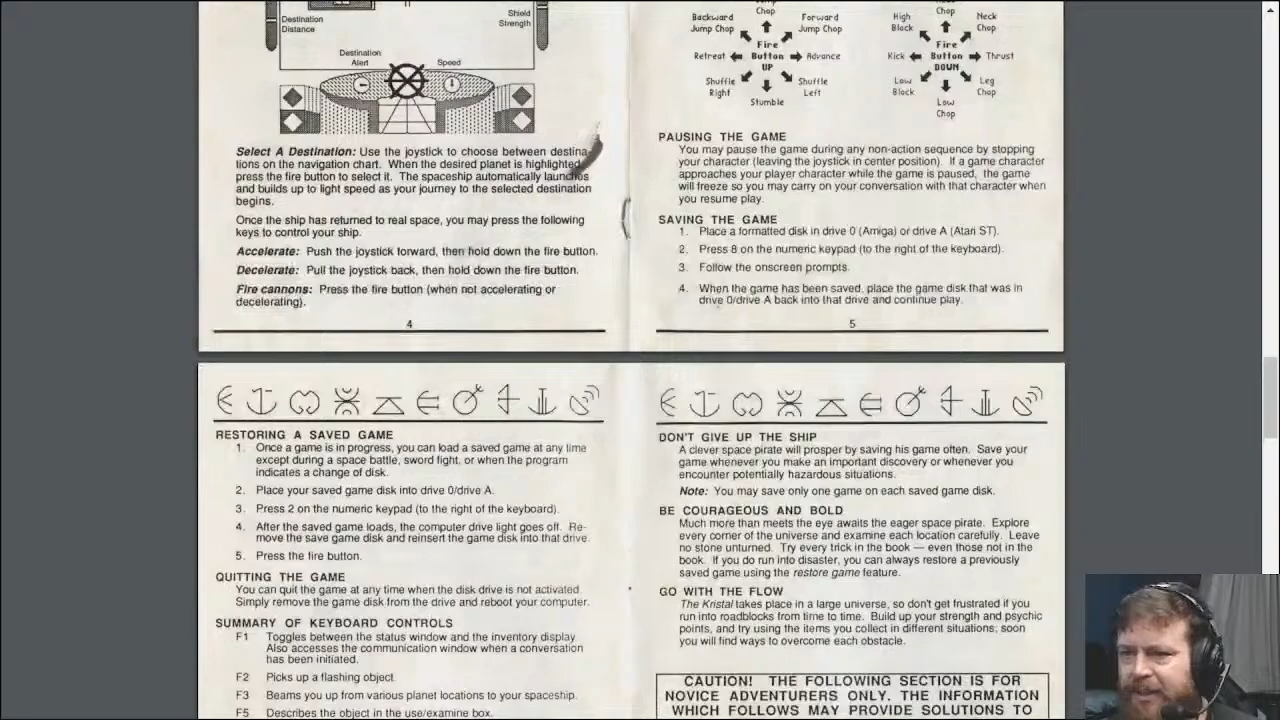 Destination
Distance
Shield
Strength
Destination
Alert
Speed
Select A Destination: Use the joystick to choose between destina-
tions on the navigation chart. When the desired planet is highlighted,
press the fire button to select it. The spaceship automatically launches
and builds up to light speed as your journey to the selected destination
begins.
Once the ship has returned to real space, you may press the following
keys to control your ship.
Accelerate: Push the joystick forward, then hold down the fire button.
Decelerate: Pull the joystick back, then hold down the fire button.
Fire cannons: Press the fire button (when not accelerating or
decelerating).
4
Chop
Backward
Jump Chop
Forward
Jump Chop
Retreat
Fire
Button
UP
Advance
Shuffle
Right
Shuffle
Left
Stumble
Chop
High
Block
Neck
Chop
Kick
Fire
Button
DOWN
Thrust
Low
Block
Leg
Chop
Low
Chop
PAUSING THE GAME
You may pause the game during any non-action sequence by stopping
your character (leaving the joystick in center position). If a game character
approaches your player character while the game is paused, the game
will freeze so you may carry on your conversation with that character when
you resume play.
SAVING THE GAME
1. Place a formatted disk in drive 0 (Amiga) or drive A (Atari ST).
2. Press 8 on the numeric keypad (to the right of the keyboard).
3. Follow the onscreen prompts.
4. When the game has been saved, place the game disk that was in
drive 0/drive A back into that drive and continue play.
5
RESTORING A SAVED GAME
1. Once a game is in progress, you can load a saved game at any time
except during a space battle, sword fight, or when the program
indicates a change of disk.
2. Place your saved game disk into drive 0/drive A.
3. Press 2 on the numeric keypad (to the right of the keyboard).
4. After the saved game loads, the computer drive light goes off. Re-
move the save game disk and reinsert the game disk into that drive.
5. Press the fire button.
QUITTING THE GAME
You can quit the game at any time when the disk drive is not activated.
Simply remove the game disk from the drive and reboot your computer.
SUMMARY OF KEYBOARD CONTROLS
F1 Toggles between the status window and the inventory display
Also accesses the communication window when a conversation
has been initiated.
F2 Picks up a flashing object.
F3 Beams you up from various planet locations to your spaceship.
F5 Describes the object in the use/examine box.
DON'T GIVE UP THE SHIP
A clever space pirate will prosper by saving his game often. Save your
game whenever you make an important discovery or whenever you
encounter potentially hazardous situations.
Note: You may save only one game on each saved game disk.
BE COURAGEOUS AND BOLD
Much more than meets the eye awaits the eager space pirate. Explore
every corner of the universe and examine each location carefully. Leave
no stone unturned. Try every trick in the book — even those not in the
book. If you do run into disaster, you can always restore a previously
saved game using the restore game feature.
GO WITH THE FLOW
The Kristal takes place in a large universe, so don't get frustrated if you
run into roadblocks from time to time. Build up your strength and psychic
points, and try using the items you collect in different situations; soon
you will find ways to overcome each obstacle.
CAUTION! THE FOLLOWING SECTION IS FOR
NOVICE ADVENTURERS ONLY. THE INFORMATION
WHICH FOLLOWS MAY PROVIDE SOLUTIONS TO